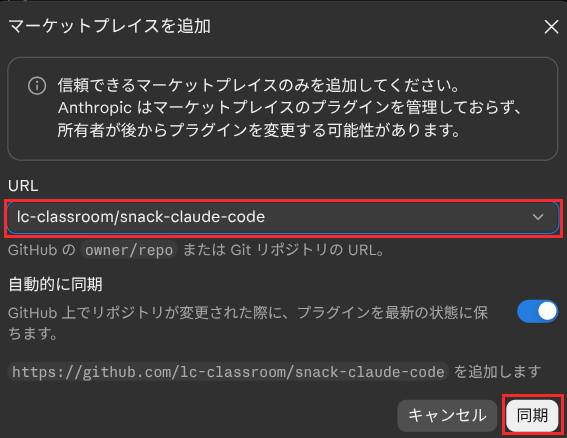 マーケットプレイスを追加
信頼できるマーケットプレイスのみを追加してください。
Anthropic はマーケットプレイスのプラグインを管理しておらず、
所有者が後からプラグインを変更する可能性があります。
URL
lc-classroom/snack-claude-code
GitHub の owner/repo または Git リポジトリの URL。
自動的に同期
GitHub 上でリポジトリが変更された際に、プラグインを最新の状態に保
ちます。
https://github.com/lc-classroom/snack-claude-code を追加します
キャンセル 同期